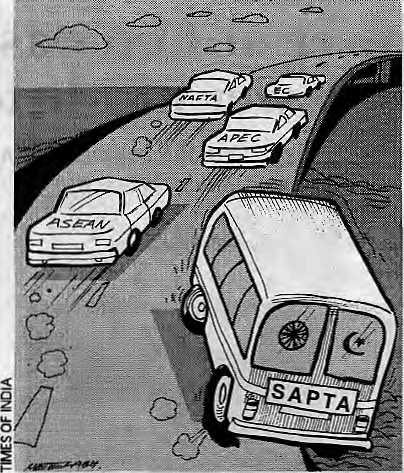 NAFTA
EC
APEC
ASEAN
SAPTA
TIMES OF INDIA